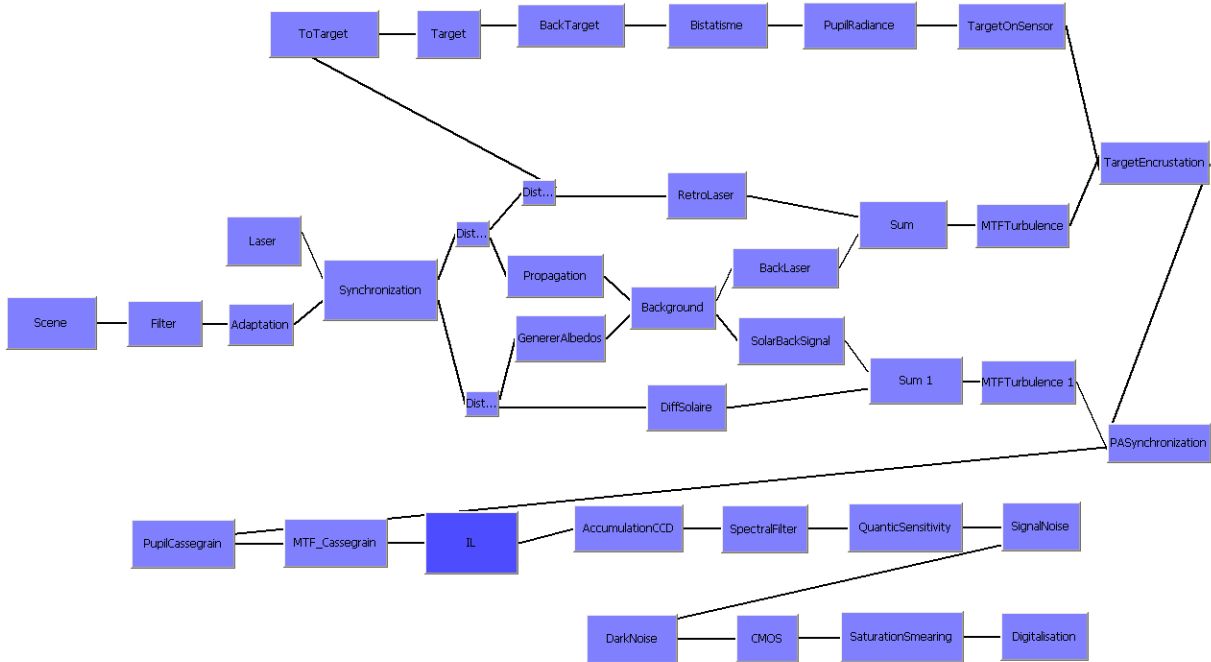 ToTarget
Target
BackTarget
Bistatisme
PupilRadiance
TargetOnSensor
TargetEncrustation
Dist...
RetroLaser
Laser
Dist...
Sum
MTFTurbulence
Synchronization
Propagation
BackLaser
Background
Scene
Filter
Adaptation
GenererAlbedos
SolarBackSignal
Dist...
DiffSolaire
Sum 1
MTFTurbulence 1
PASynchronization
PupilCassegrain
MTF_Cassegrain
IL
AccumulationCCD
SpectralFilter
QuanticSensitivity
SignalNoise
DarkNoise
CMOS
SaturationSmearing
Digitalisation